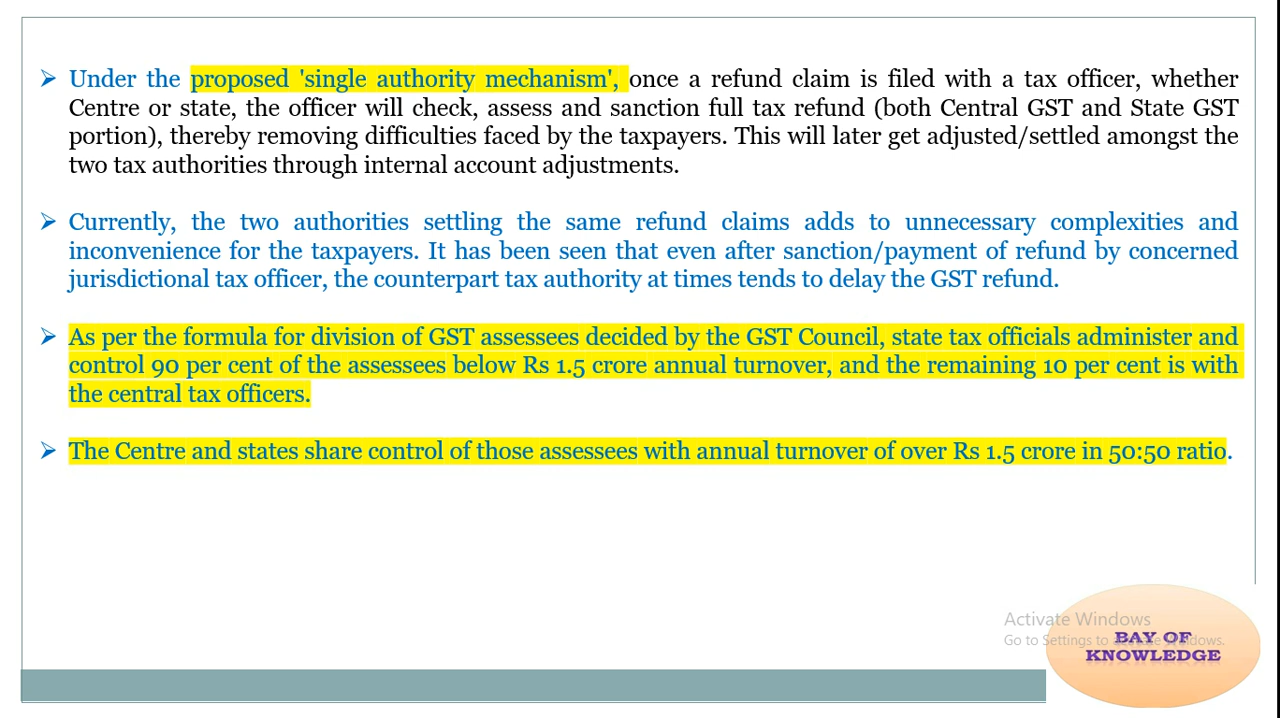 ➢ Under the proposed 'single authority mechanism', once a refund claim is filed with a tax officer, whether
Centre or state, the officer will check, assess and sanction full tax refund (both Central GST and State GST
portion), thereby removing difficulties faced by the taxpayers. This will later get adjusted/settled amongst the
two tax authorities through internal account adjustments.
➢ Currently, the two authorities settling the same refund claims adds to unnecessary complexities and
inconvenience for the taxpayers. It has been seen that even after sanction/payment of refund by concerned
jurisdictional tax officer, the counterpart tax authority at times tends to delay the GST refund.
➢ As per the formula for division of GST assessees decided by the GST Council, state tax officials administer and
control 90 per cent of the assessees below Rs 1.5 crore annual turnover, and the remaining 10 per cent is with
the central tax officers.
➢ The Centre and states share control of those assessees with annual turnover of over Rs 1.5 crore in 50:50 ratio.
Activate Windows
Go to Settings to activate Windows.
BAY OF
KNOWLEDGE